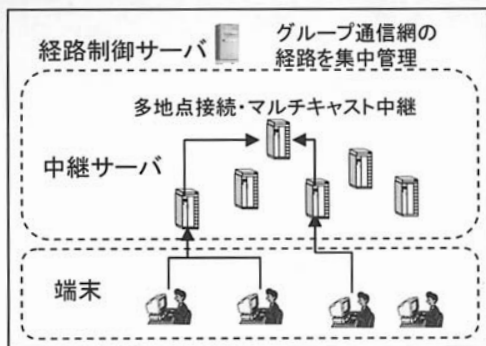 経路制御サーバ
グループ通信網の
経路を集中管理
多地点接続・マルチキャスト中継
中継サーバ
端末